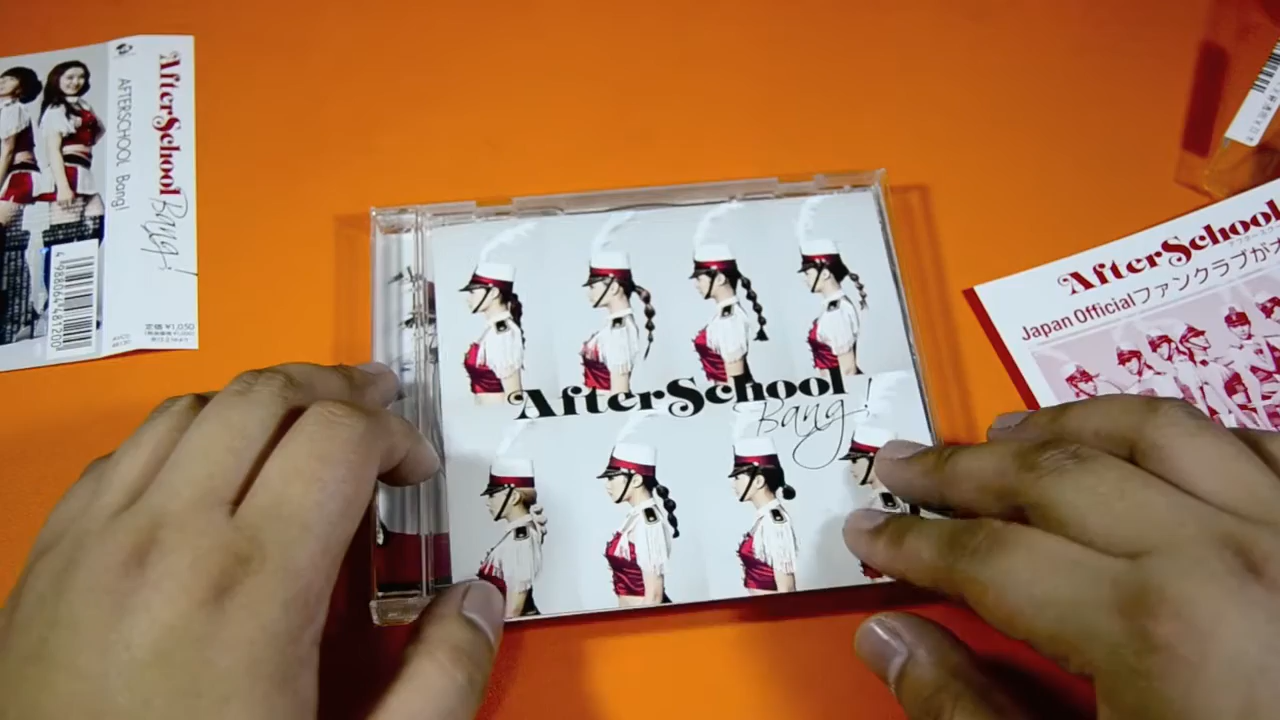 AfterSchool
Bang!
AFTERSCHOOL Bang!
4988064481200
定価 ¥1,050
AfterSchool
Bang!
AfterSchool
Japan Officialファンクラブが